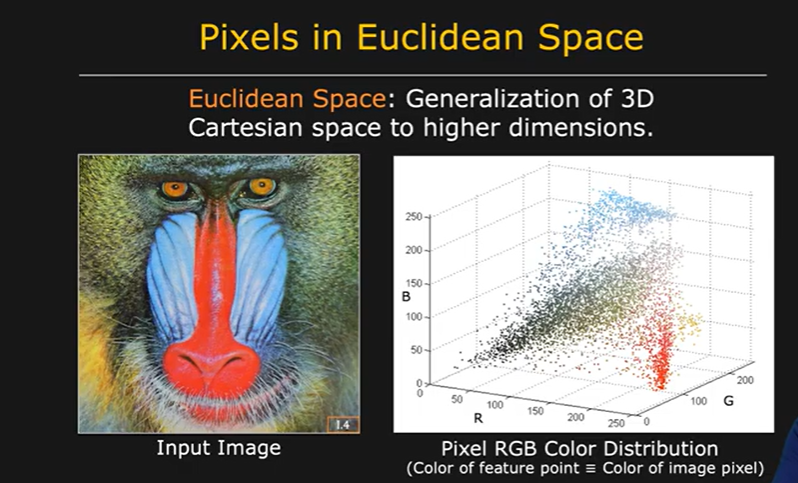 Pixels in Euclidean Space
Euclidean Space: Generalization of 3D
Cartesian space to higher dimensions.
I.4
Input Image
250
200
150
100
50
0
B
0
50
100
150
200
250
R
0
100
200
G
Pixel RGB Color Distribution
(Color of feature point ≡ Color of image pixel)